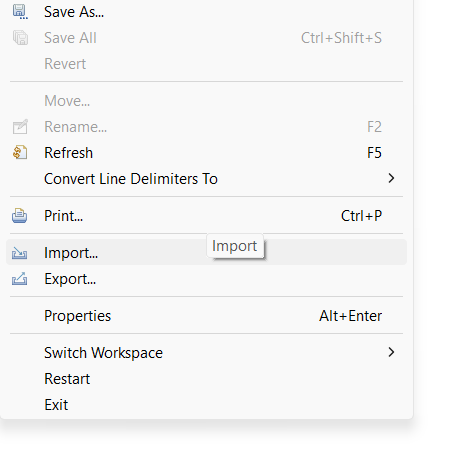 Save As...
Save All Ctrl+Shift+S
Revert
Move...
Rename... F2
Refresh F5
Convert Line Delimiters To
Print... Ctrl+P
Import
Import...
Export...
Properties Alt+Enter
Switch Workspace
Restart
Exit